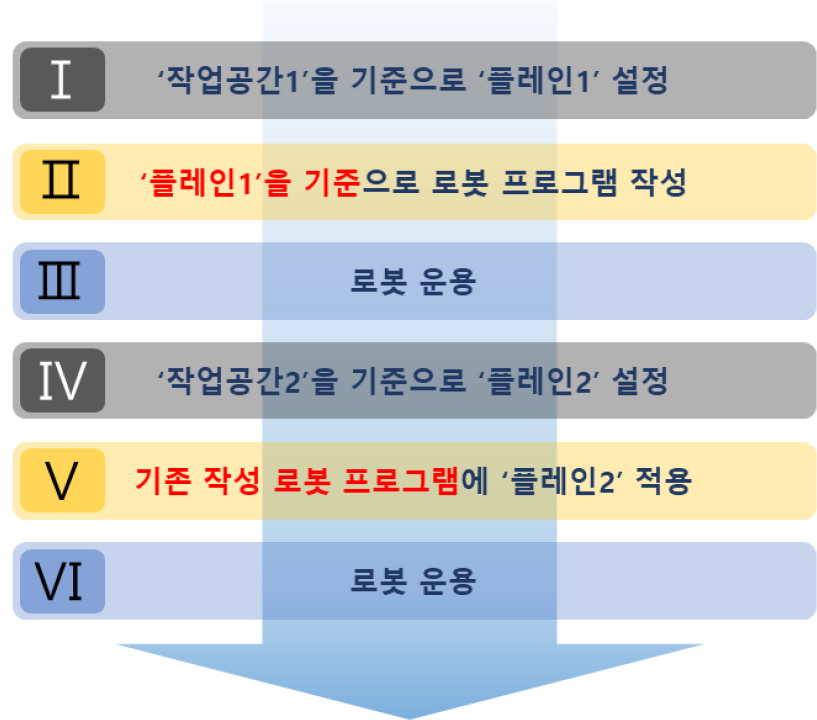 Ⅰ ‘작업공간1’을 기준으로 ‘플레인1’ 설정
Ⅱ ‘플레인1’을 기준으로 로봇 프로그램 작성
Ⅲ 로봇 운용
Ⅳ ‘작업공간2’을 기준으로 ‘플레인2’ 설정
Ⅴ 기존 작성 로봇 프로그램에 ‘플레인2’ 적용
Ⅵ 로봇 운용